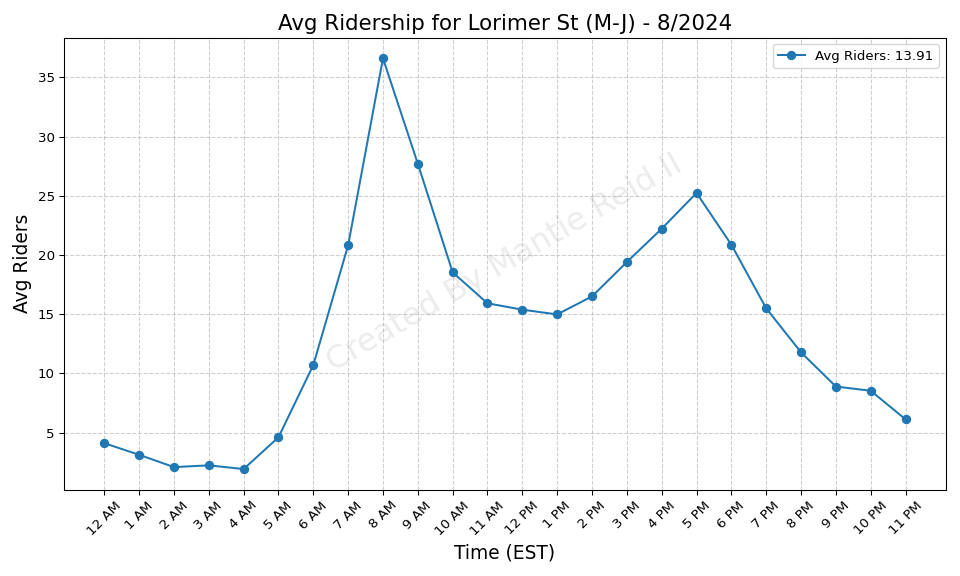 Avg Ridership for Lorimer St (M-J) - 8/2024
Avg Riders: 13.91
Avg Riders
35
30
25
20
15
10
5
Created By Mantie Reid II
12 AM 1 AM 2 AM 3 AM 4 AM 5 AM 6 AM 7 AM 8 AM 9 AM 10 AM 11 AM 12 PM 1 PM 2 PM 3 PM 4 PM 5 PM 6 PM 7 PM 8 PM 9 PM 10 PM 11 PM
Time (EST)